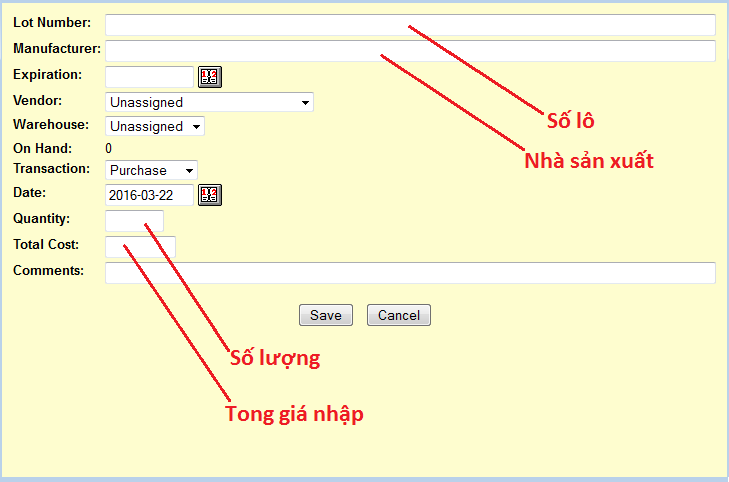 Lot Number:
Manufacturer:
Expiration:
Vendor: Unassigned
Warehouse: Unassigned
On Hand: 0
Transaction: Purchase
Date: 2016-03-22
Quantity:
Total Cost:
Comments:
Save Cancel
Số lô
Nhà sản xuất
Số lượng
Tong giá nhập